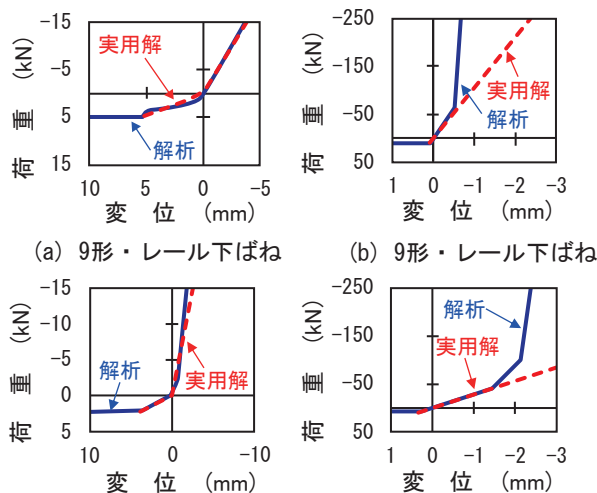 -15
-5
5
15
荷 重 (kN)
実用解
解析
10 5 0 -5
変 位 (mm)
(a) 9形・レール下ばね
-250
-150
-50
50
荷 重 (kN)
実用解
解析
1 0 -1 -2 -3
変 位 (mm)
(b) 9形・レール下ばね
-15
-10
-5
0
5
荷 重 (kN)
解析
実用解
10 0 -10
変 位 (mm)
-250
-150
-50
50
荷 重 (kN)
解析
実用解
1 0 -1 -2 -3
変 位 (mm)